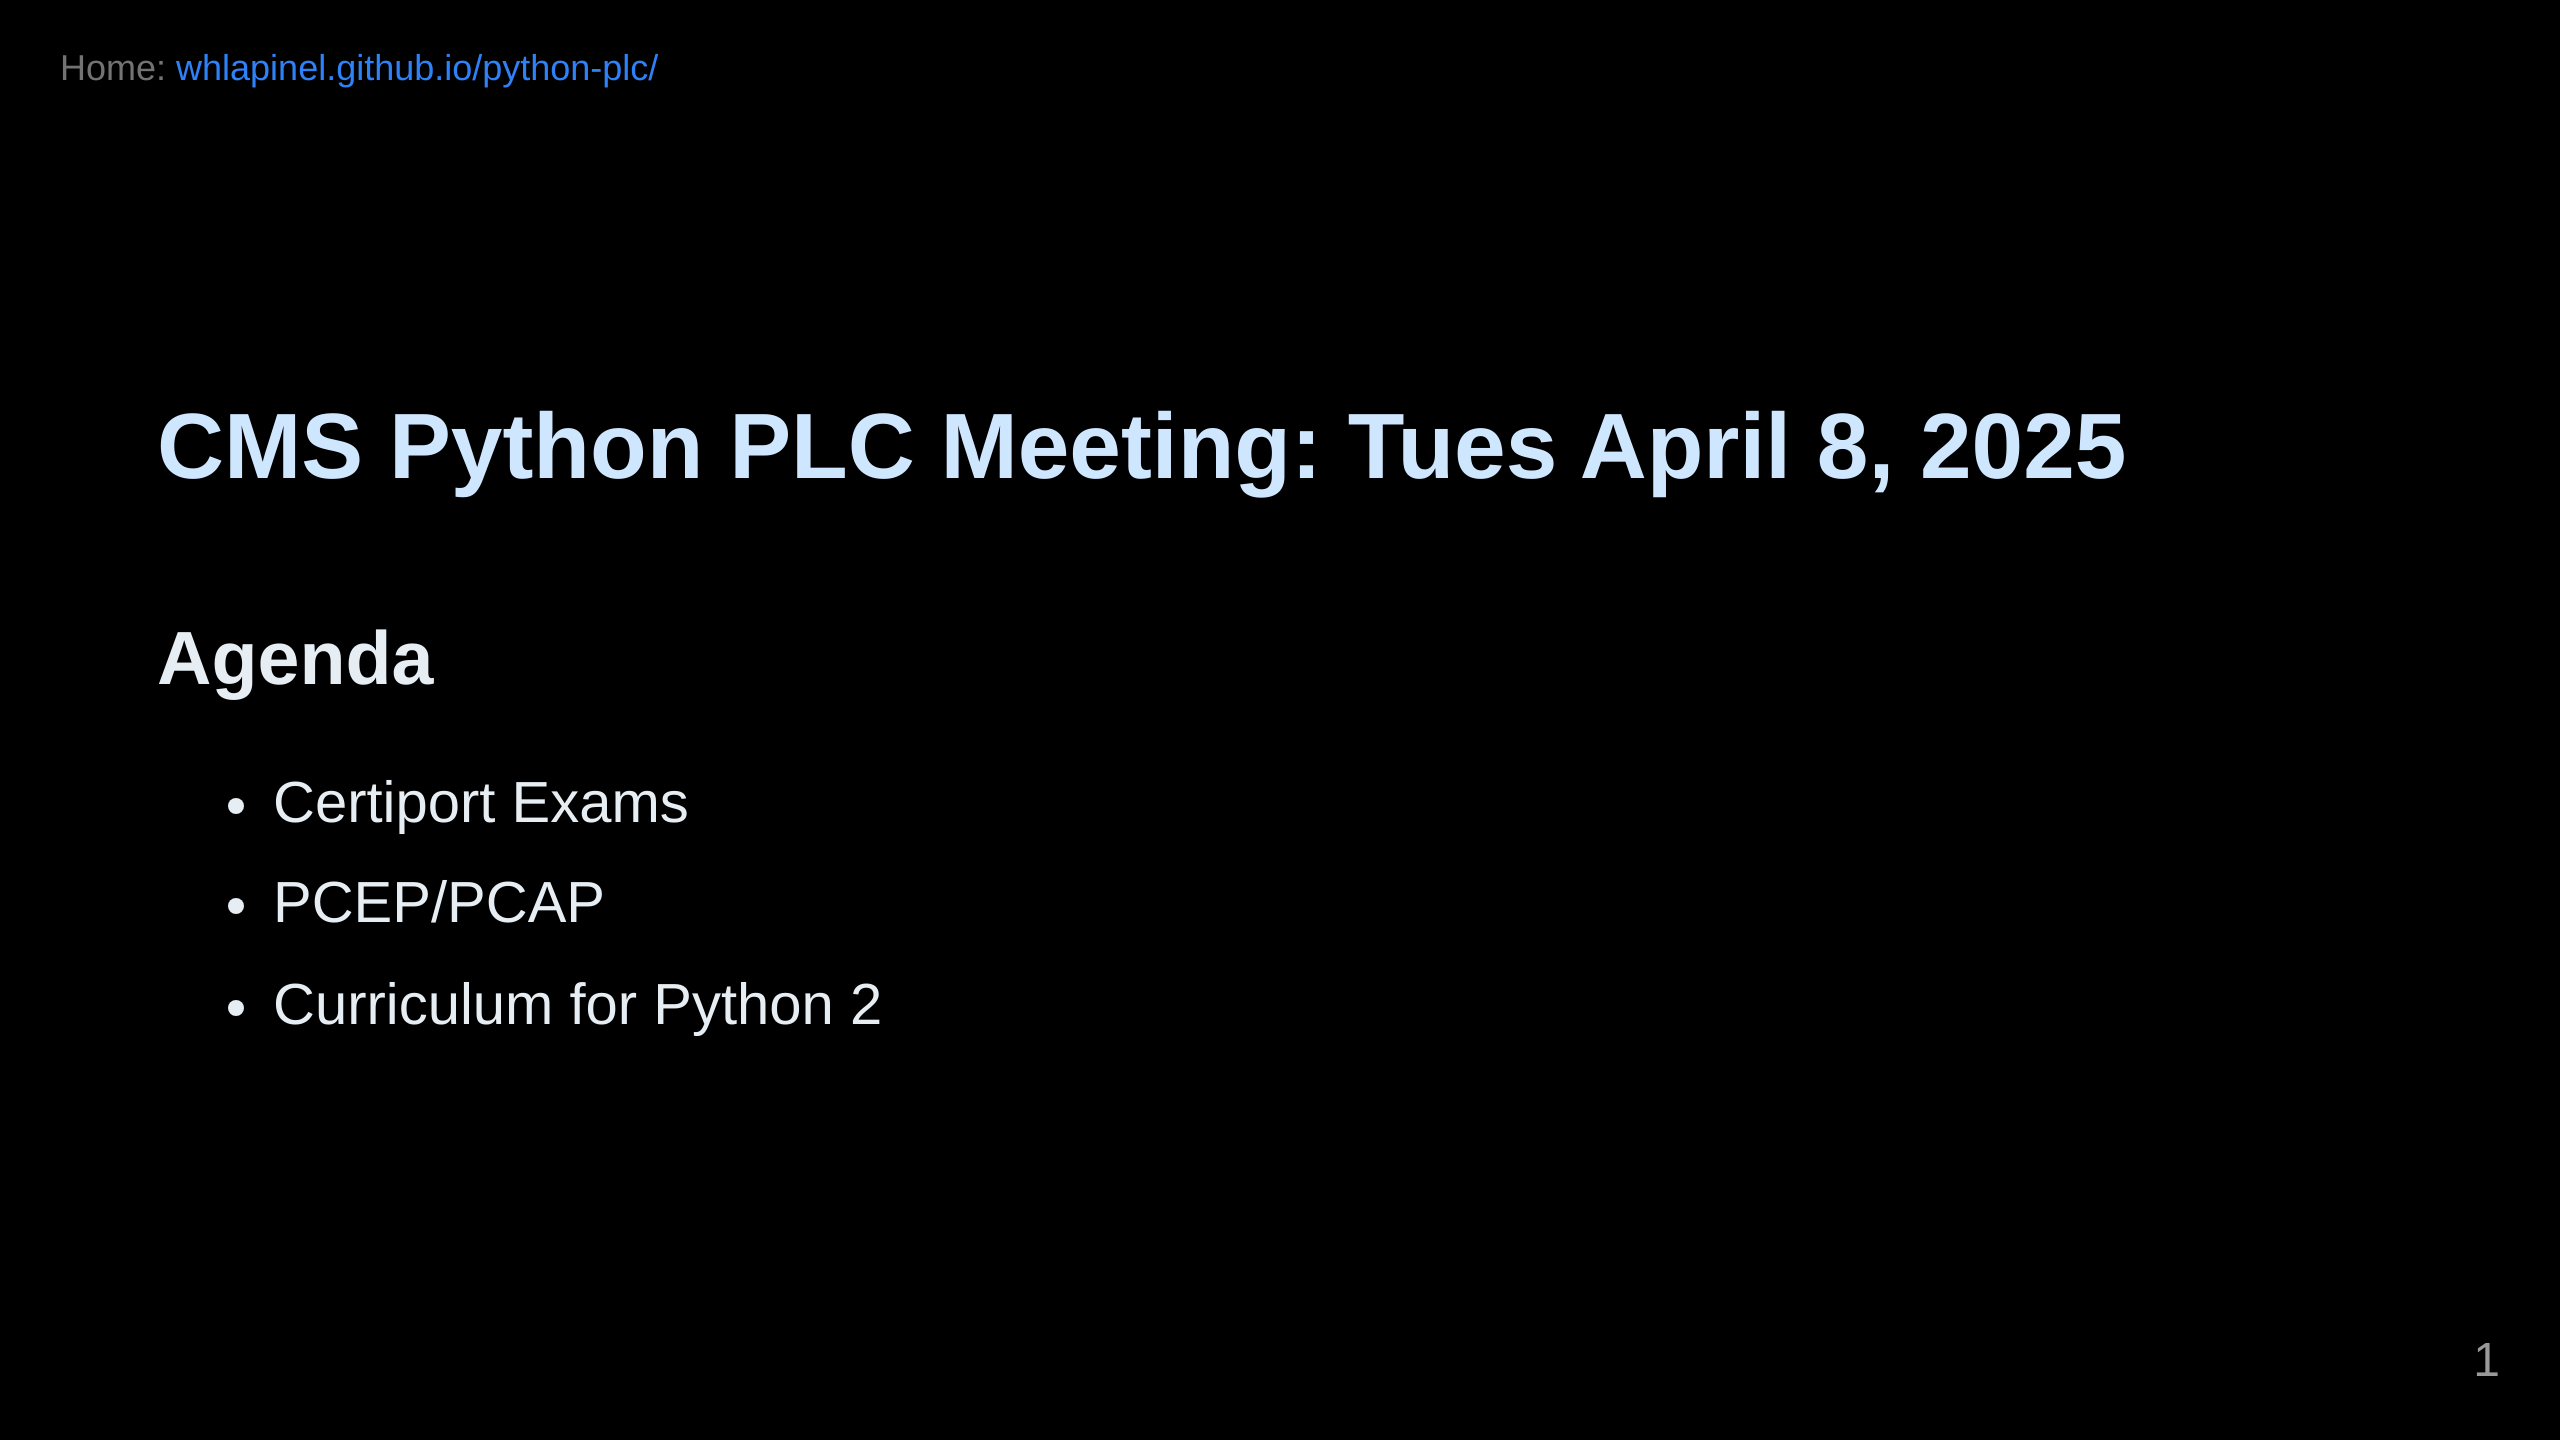 Home: whlapinel.github.io/python-plc/
CMS Python PLC Meeting: Tues April 8, 2025
Agenda
• Certiport Exams
• PCEP/PCAP
• Curriculum for Python 2
1